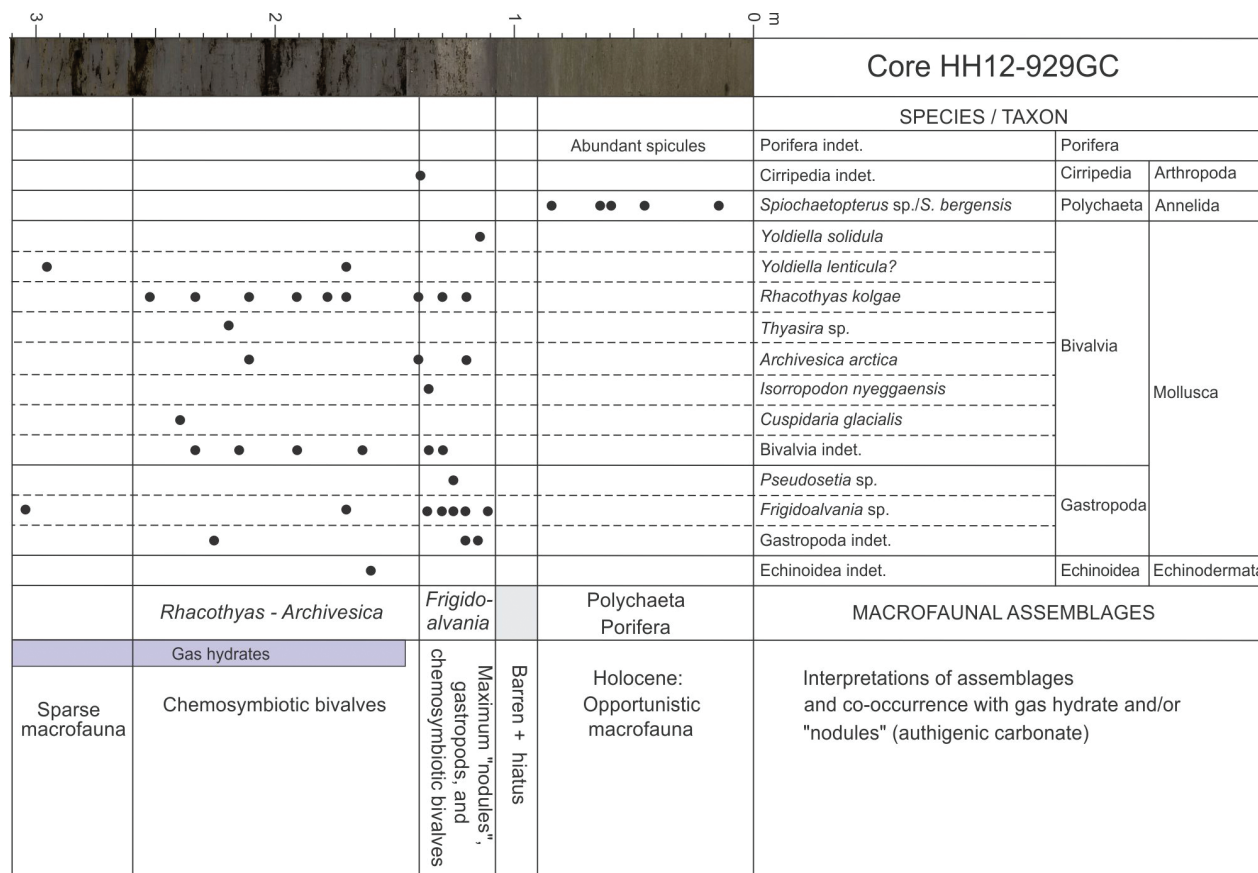 3
2
1
0 m
Core HH12-929GC
SPECIES / TAXON
Abundant spicules
Porifera indet.
Porifera
Cirripedia indet.
Cirripedia
Arthropoda
Spiochaetopterus sp./S. bergensis
Polychaeta
Annelida
Yoldiella solidula
Yoldiella lenticula?
Rhacothyas kolgae
Thyasira sp.
Bivalvia
Archivesica arctica
Isorropodon nyeggaensis
Mollusca
Cuspidaria glacialis
Bivalvia indet.
Pseudosetia sp.
Frigidoalvania sp.
Gastropoda
Gastropoda indet.
Echinoidea indet.
Echinoidea
Echinodermata
Rhacothyas - Archivesica
Frigido-
alvania
Polychaeta
Porifera
MACROFAUNAL ASSEMBLAGES
Gas hydrates
Sparse
macrofauna
Chemosymbiotic bivalves
Maximum "nodules",
gastropods, and
chemosymbiotic bivalves
Barren + hiatus
Holocene:
Opportunistic
macrofauna
Interpretations of assemblages
and co-occurrence with gas hydrate and/or
"nodules" (authigenic carbonate)